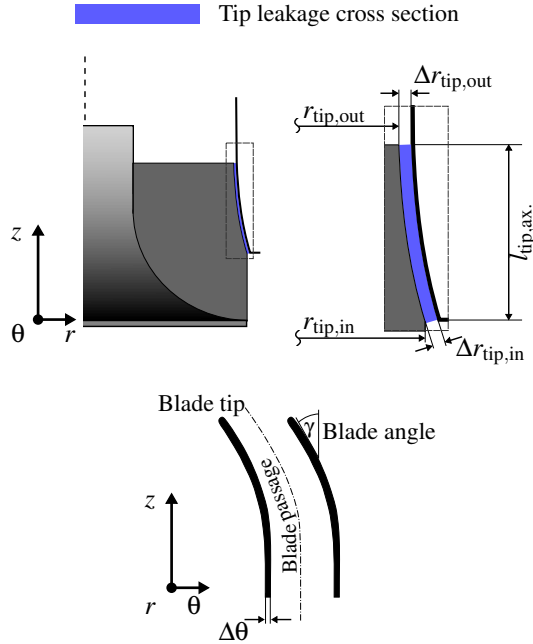 Tip leakage cross section
Δr_tip,out
r_tip,out
z
θ
r
l_tip,ax.
r_tip,in
Δr_tip,in
Blade tip
γ
Blade angle
Blade passage
z
r
θ
Δθ